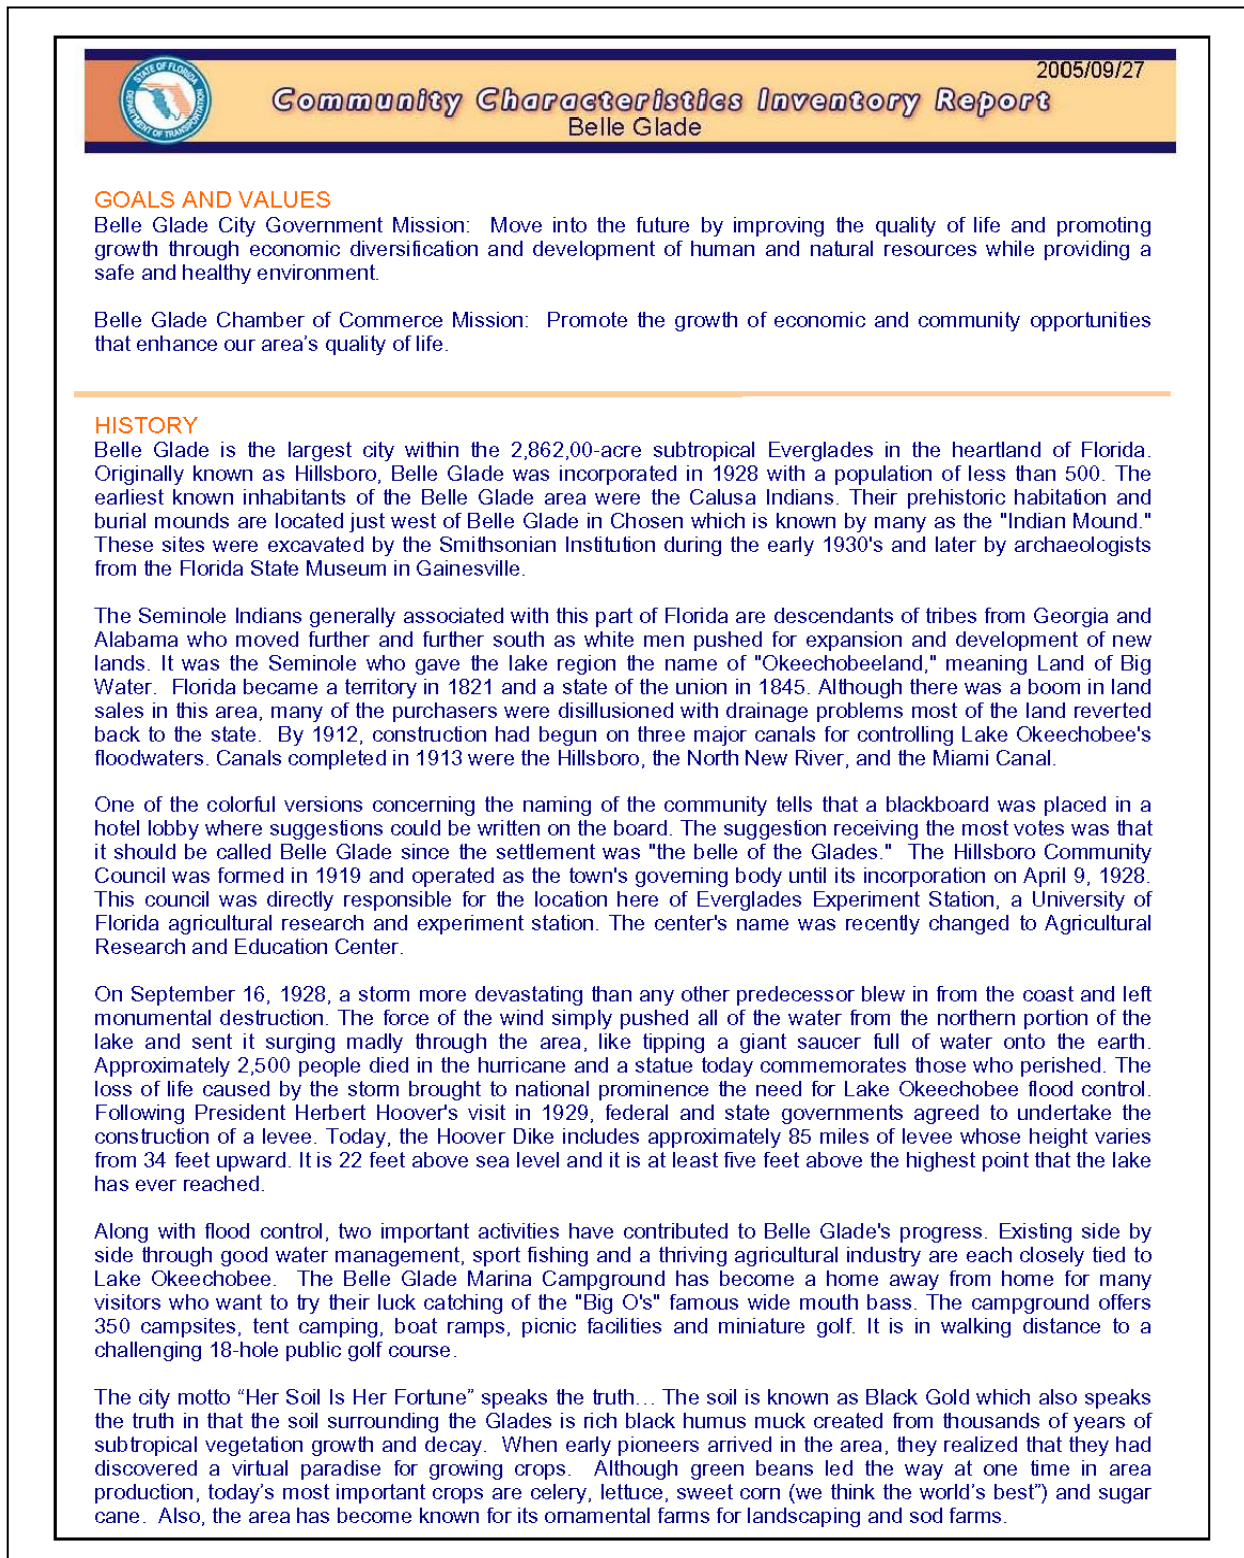 2005/09/27
STATE OF FLORIDA
DEPARTMENT OF TRANSPORTATION
Community Characteristics Inventory Report
Belle Glade
GOALS AND VALUES
Belle Glade City Government Mission:  Move into the future by improving the quality of life and promoting
growth through economic diversification and development of human and natural resources while providing a
safe and healthy environment.
Belle Glade Chamber of Commerce Mission:  Promote the growth of economic and community opportunities
that enhance our area's quality of life.
HISTORY
Belle Glade is the largest city within the 2,862,00-acre subtropical Everglades in the heartland of Florida.
Originally known as Hillsboro, Belle Glade was incorporated in 1928 with a population of less than 500. The
earliest known inhabitants of the Belle Glade area were the Calusa Indians. Their prehistoric habitation and
burial mounds are located just west of Belle Glade in Chosen which is known by many as the "Indian Mound."
These sites were excavated by the Smithsonian Institution during the early 1930's and later by archaeologists
from the Florida State Museum in Gainesville.
The Seminole Indians generally associated with this part of Florida are descendants of tribes from Georgia and
Alabama who moved further and further south as white men pushed for expansion and development of new
lands. It was the Seminole who gave the lake region the name of "Okeechobeeland," meaning Land of Big
Water.  Florida became a territory in 1821 and a state of the union in 1845. Although there was a boom in land
sales in this area, many of the purchasers were disillusioned with drainage problems most of the land reverted
back to the state.  By 1912, construction had begun on three major canals for controlling Lake Okeechobee's
floodwaters. Canals completed in 1913 were the Hillsboro, the North New River, and the Miami Canal.
One of the colorful versions concerning the naming of the community tells that a blackboard was placed in a
hotel lobby where suggestions could be written on the board. The suggestion receiving the most votes was that
it should be called Belle Glade since the settlement was "the belle of the Glades."  The Hillsboro Community
Council was formed in 1919 and operated as the town's governing body until its incorporation on April 9, 1928.
This council was directly responsible for the location here of Everglades Experiment Station, a University of
Florida agricultural research and experiment station. The center's name was recently changed to Agricultural
Research and Education Center.
On September 16, 1928, a storm more devastating than any other predecessor blew in from the coast and left
monumental destruction. The force of the wind simply pushed all of the water from the northern portion of the
lake and sent it surging madly through the area, like tipping a giant saucer full of water onto the earth.
Approximately 2,500 people died in the hurricane and a statue today commemorates those who perished. The
loss of life caused by the storm brought to national prominence the need for Lake Okeechobee flood control.
Following President Herbert Hoover's visit in 1929, federal and state governments agreed to undertake the
construction of a levee. Today, the Hoover Dike includes approximately 85 miles of levee whose height varies
from 34 feet upward. It is 22 feet above sea level and it is at least five feet above the highest point that the lake
has ever reached.
Along with flood control, two important activities have contributed to Belle Glade's progress. Existing side by
side through good water management, sport fishing and a thriving agricultural industry are each closely tied to
Lake Okeechobee.  The Belle Glade Marina Campground has become a home away from home for many
visitors who want to try their luck catching of the "Big O's" famous wide mouth bass. The campground offers
350 campsites, tent camping, boat ramps, picnic facilities and miniature golf. It is in walking distance to a
challenging 18-hole public golf course.
The city motto “Her Soil Is Her Fortune” speaks the truth… The soil is known as Black Gold which also speaks
the truth in that the soil surrounding the Glades is rich black humus muck created from thousands of years of
subtropical vegetation growth and decay.  When early pioneers arrived in the area, they realized that they had
discovered a virtual paradise for growing crops.  Although green beans led the way at one time in area
production, today's most important crops are celery, lettuce, sweet corn (we think the world's best”) and sugar
cane.  Also, the area has become known for its ornamental farms for landscaping and sod farms.